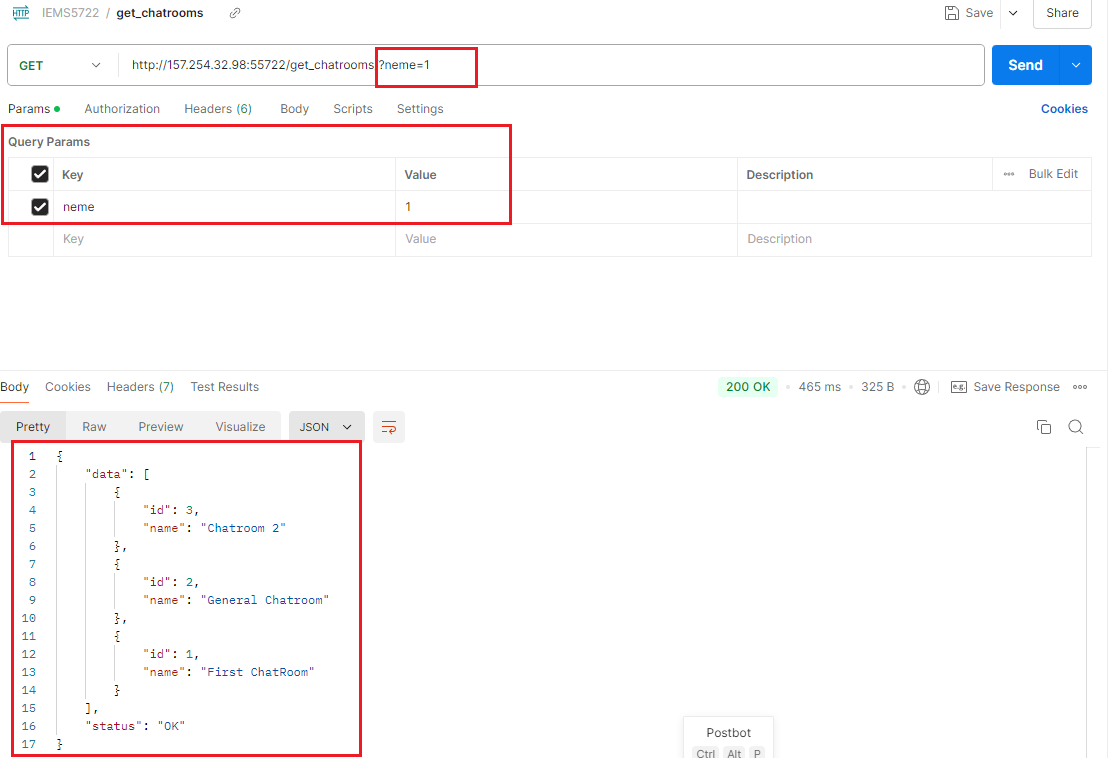 HTTP IEMS5722 / get_chatrooms Save Share
GET http://157.254.32.98:55722/get_chatrooms?neme=1 Send
Params Authorization Headers (6) Body Scripts Settings Cookies
Query Params
Key Value Description Bulk Edit
neme 1
Key Value Description
Body Cookies Headers (7) Test Results 200 OK 465 ms 325 B e.g. Save Response
Pretty Raw Preview Visualize JSON
1 {
2 "data": [
3 {
4 "id": 3,
5 "name": "Chatroom 2"
6 },
7 {
8 "id": 2,
9 "name": "General Chatroom"
10 },
11 {
12 "id": 1,
13 "name": "First ChatRoom"
14 }
15 ],
16 "status": "OK"
17 }
Postbot
Ctrl Alt P